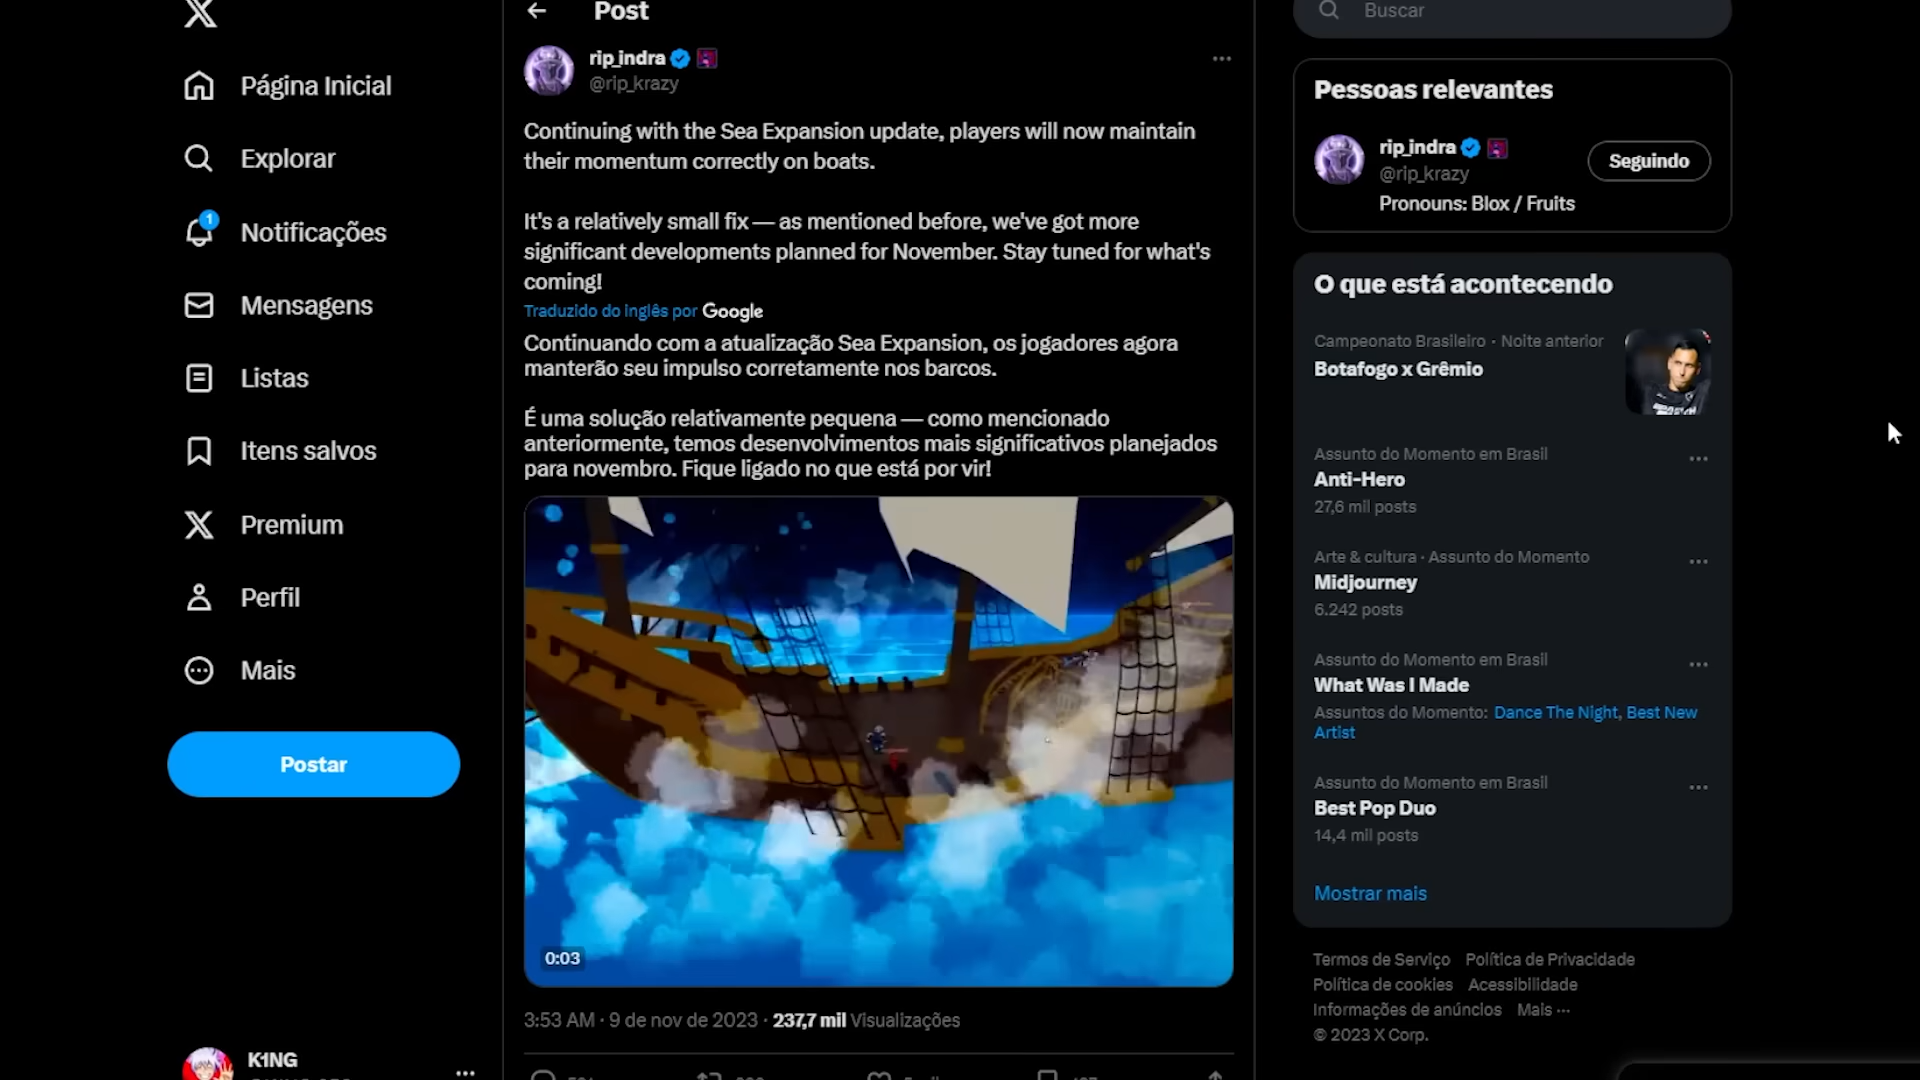 Página Inicial
Explorar
1
Notificações
Mensagens
Listas
Itens salvos
Premium
Perfil
Mais
Postar
K1NG
Post
rip_indra
@rip_krazy
Continuing with the Sea Expansion update, players will now maintain
their momentum correctly on boats.
It's a relatively small fix — as mentioned before, we've got more
significant developments planned for November. Stay tuned for what's
coming!
Traduzido do inglês por Google
Continuando com a atualização Sea Expansion, os jogadores agora
manterão seu impulso corretamente nos barcos.
É uma solução relativamente pequena — como mencionado
anteriormente, temos desenvolvimentos mais significativos planejados
para novembro. Fique ligado no que está por vir!
0:03
3:53 AM · 9 de nov de 2023 · 237,7 mil Visualizações
Buscar
Pessoas relevantes
rip_indra
@rip_krazy
Seguindo
Pronouns: Blox / Fruits
O que está acontecendo
Campeonato Brasileiro · Noite anterior
Botafogo x Grêmio
Assunto do Momento em Brasil
Anti-Hero
27,6 mil posts
Arte & cultura · Assunto do Momento
Midjourney
6.242 posts
Assunto do Momento em Brasil
What Was I Made
Assuntos do Momento: Dance The Night, Best New
Artist
Assunto do Momento em Brasil
Best Pop Duo
14,4 mil posts
Mostrar mais
Termos de Serviço Política de Privacidade
Política de cookies Acessibilidade
Informações de anúncios Mais ···
© 2023 X Corp.